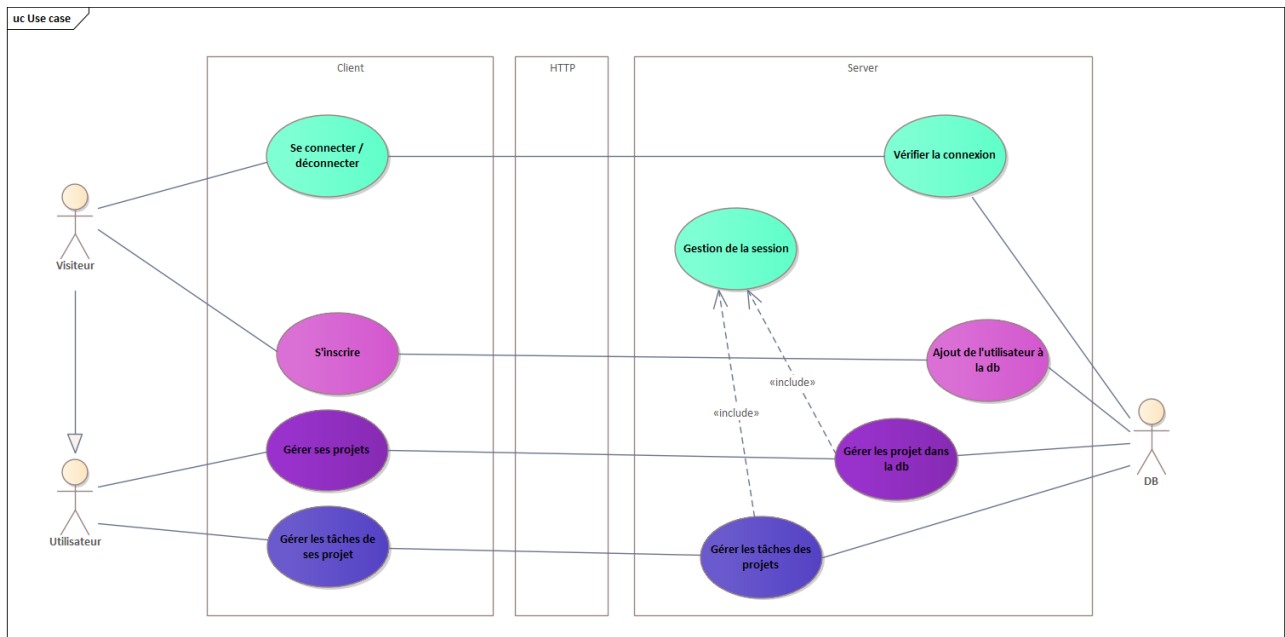 uc Use case
Client
HTTP
Server
Se connecter /
déconnecter
Vérifier la connexion
Gestion de la session
Visiteur
S'inscrire
Ajout de l'utilisateur à
la db
«include»
«include»
Gérer ses projets
Gérer les projet dans
la db
DB
Utilisateur
Gérer les tâches de
ses projet
Gérer les tâches des
projets